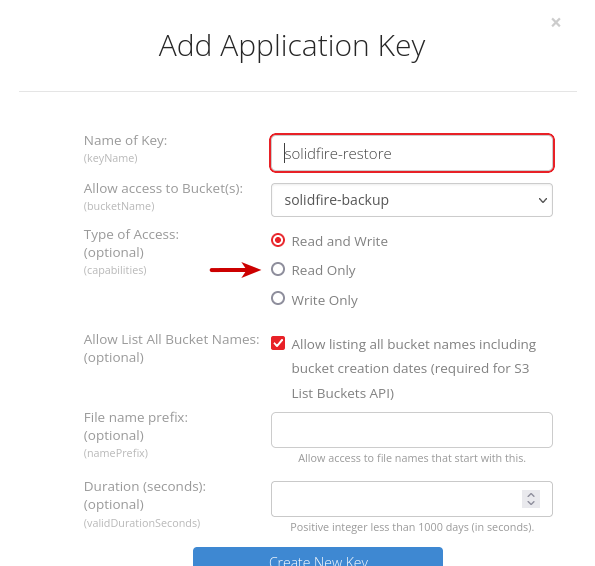 ×
Add Application Key
Name of Key:
(keyName)
solidfire-restore
Allow access to Bucket(s):
(bucketName)
solidfire-backup
Type of Access:
(optional)
(capabilities)
Read and Write
Read Only
Write Only
Allow List All Bucket Names:
(optional)
Allow listing all bucket names including
bucket creation dates (required for S3
List Buckets API)
File name prefix:
(optional)
(namePrefix)
Allow access to file names that start with this.
Duration (seconds):
(optional)
(validDurationSeconds)
Positive integer less than 1000 days (in seconds).
Create New Key